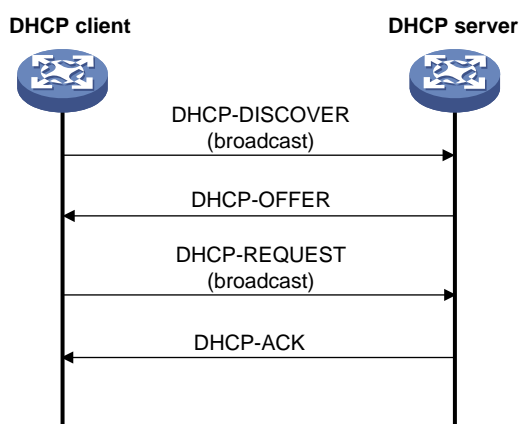 DHCP client
DHCP server
DHCP-DISCOVER
(broadcast)
DHCP-OFFER
DHCP-REQUEST
(broadcast)
DHCP-ACK